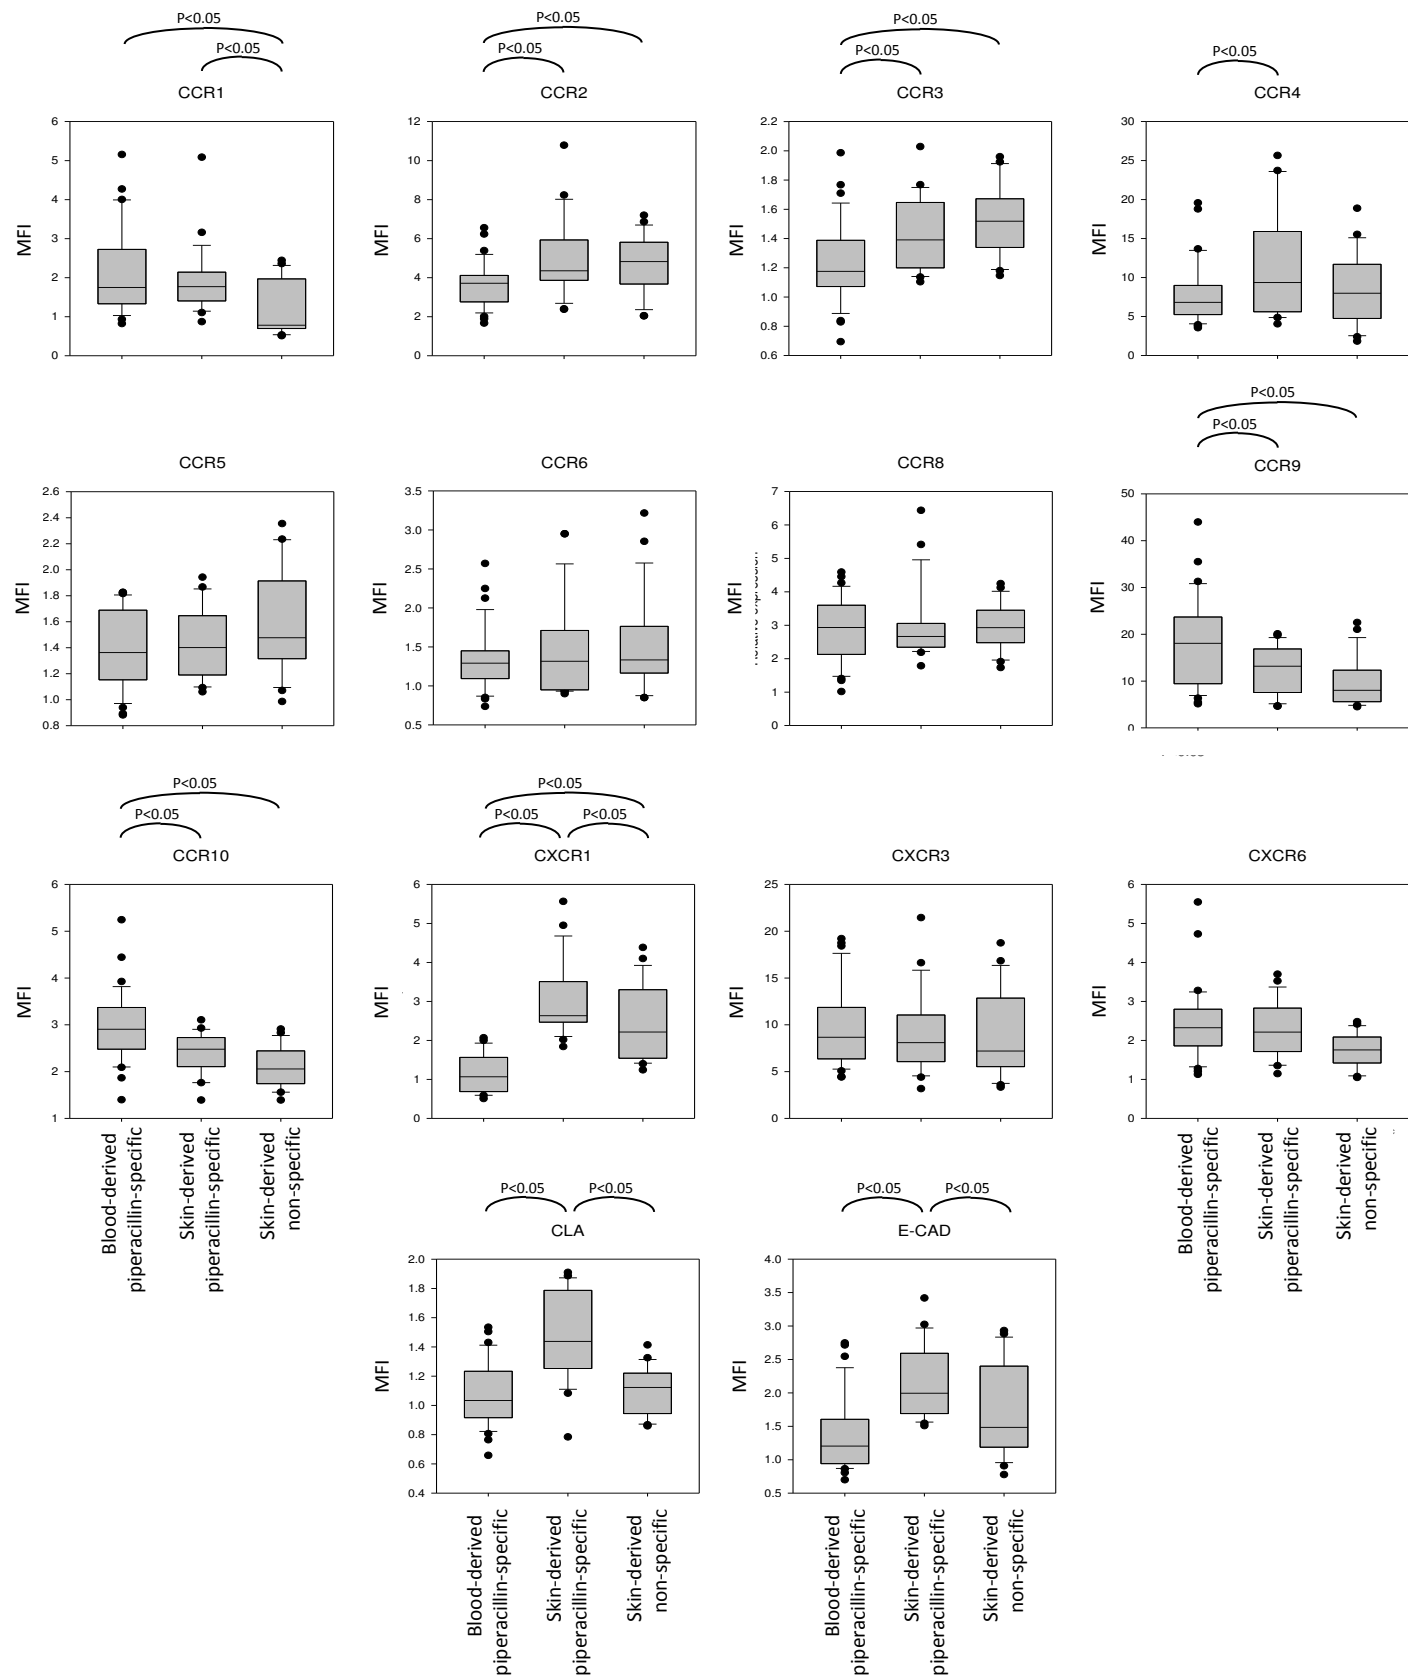 P<0.05
P<0.05
CCR1
MFI
6
5
4
3
2
1
0
P<0.05
P<0.05
CCR2
MFI
12
10
8
6
4
2
0
P<0.05
P<0.05
CCR3
MFI
2.2
2.0
1.8
1.6
1.4
1.2
1.0
0.8
0.6
P<0.05
CCR4
MFI
30
25
20
15
10
5
0
CCR5
MFI
2.6
2.4
2.2
2.0
1.8
1.6
1.4
1.2
1.0
0.8
CCR6
MFI
3.5
3.0
2.5
2.0
1.5
1.0
0.5
CCR8
MFI
7
6
5
4
3
2
1
0
P<0.05
P<0.05
CCR9
MFI
50
40
30
20
10
0
P<0.05
P<0.05
CCR10
MFI
6
5
4
3
2
1
Blood-derived
piperacillin-specific
Skin-derived
piperacillin-specific
Skin-derived
non-specific
P<0.05
P<0.05
P<0.05
CXCR1
MFI
6
5
4
3
2
1
0
CXCR3
MFI
25
20
15
10
5
0
CXCR6
MFI
6
5
4
3
2
1
0
Blood-derived
piperacillin-specific
Skin-derived
piperacillin-specific
Skin-derived
non-specific
P<0.05
P<0.05
CLA
MFI
2.0
1.8
1.6
1.4
1.2
1.0
0.8
0.6
0.4
Blood-derived
piperacillin-specific
Skin-derived
piperacillin-specific
Skin-derived
non-specific
P<0.05
P<0.05
E-CAD
MFI
4.0
3.5
3.0
2.5
2.0
1.5
1.0
0.5
Blood-derived
piperacillin-specific
Skin-derived
piperacillin-specific
Skin-derived
non-specific